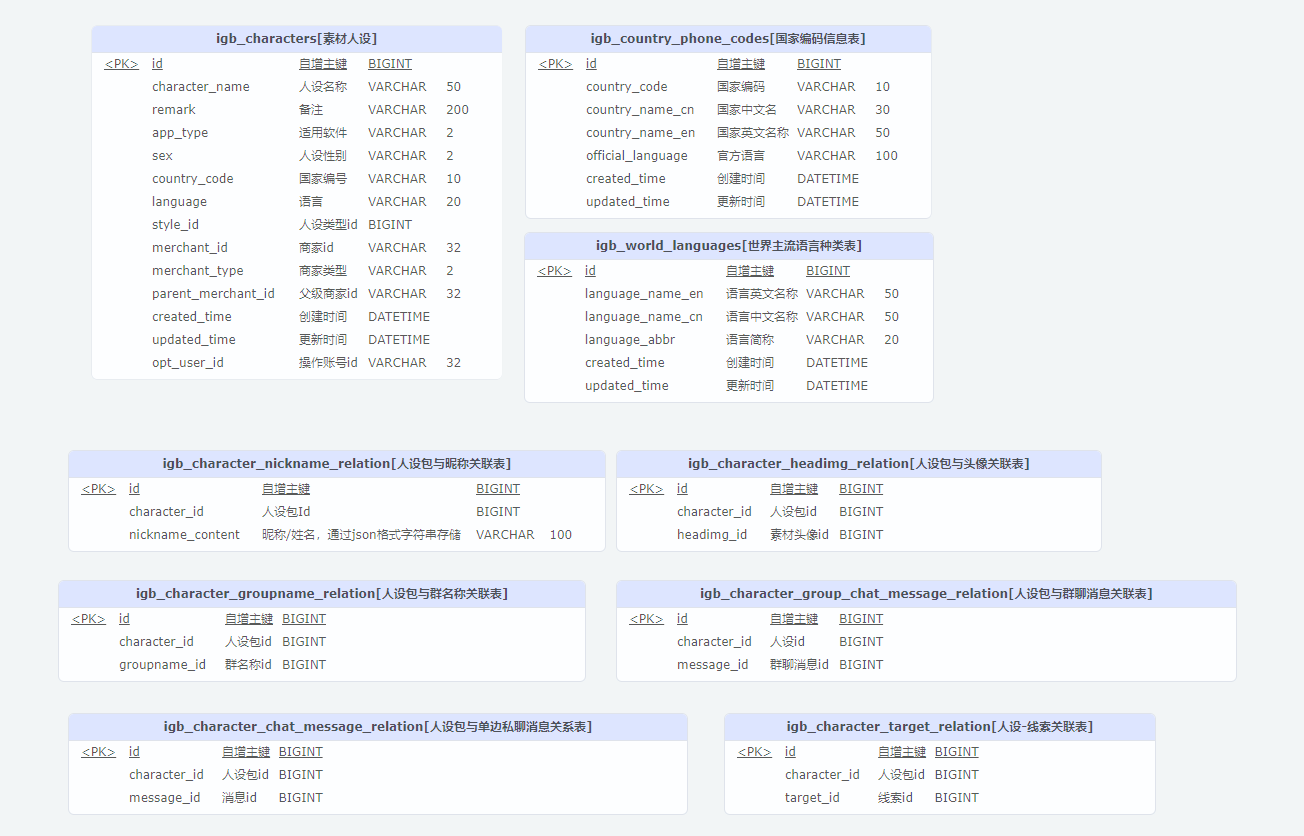 igb_characters[素材人设]
<PK> id 自增主键 BIGINT
character_name 人设名称 VARCHAR 50
remark 备注 VARCHAR 200
app_type 适用软件 VARCHAR 2
sex 人设性别 VARCHAR 2
country_code 国家编号 VARCHAR 10
language 语言 VARCHAR 20
style_id 人设类型id BIGINT
merchant_id 商家id VARCHAR 32
merchant_type 商家类型 VARCHAR 2
parent_merchant_id 父级商家id VARCHAR 32
created_time 创建时间 DATETIME
updated_time 更新时间 DATETIME
opt_user_id 操作账号id VARCHAR 32
igb_country_phone_codes[国家编码信息表]
<PK> id 自增主键 BIGINT
country_code 国家编码 VARCHAR 10
country_name_cn 国家中文名 VARCHAR 30
country_name_en 国家英文名称 VARCHAR 50
official_language 官方语言 VARCHAR 100
created_time 创建时间 DATETIME
updated_time 更新时间 DATETIME
igb_world_languages[世界主流语言种类表]
<PK> id 自增主键 BIGINT
language_name_en 语言英文名称 VARCHAR 50
language_name_cn 语言中文名称 VARCHAR 50
language_abbr 语言简称 VARCHAR 20
created_time 创建时间 DATETIME
updated_time 更新时间 DATETIME
igb_character_nickname_relation[人设包与昵称关联表]
<PK> id 自增主键 BIGINT
character_id 人设包Id BIGINT
nickname_content 昵称/姓名，通过json格式字符串存储 VARCHAR 100
igb_character_headimg_relation[人设包与头像关联表]
<PK> id 自增主键 BIGINT
character_id 人设包id BIGINT
headimg_id 素材头像id BIGINT
igb_character_groupname_relation[人设包与群名称关联表]
<PK> id 自增主键 BIGINT
character_id 人设包id BIGINT
groupname_id 群名称id BIGINT
igb_character_group_chat_message_relation[人设包与群聊消息关联表]
<PK> id 自增主键 BIGINT
character_id 人设id BIGINT
message_id 群聊消息id BIGINT
igb_character_chat_message_relation[人设包与单边私聊消息关系表]
<PK> id 自增主键 BIGINT
character_id 人设包id BIGINT
message_id 消息id BIGINT
igb_character_target_relation[人设-线索关联表]
<PK> id 自增主键 BIGINT
character_id 人设包id BIGINT
target_id 线索id BIGINT